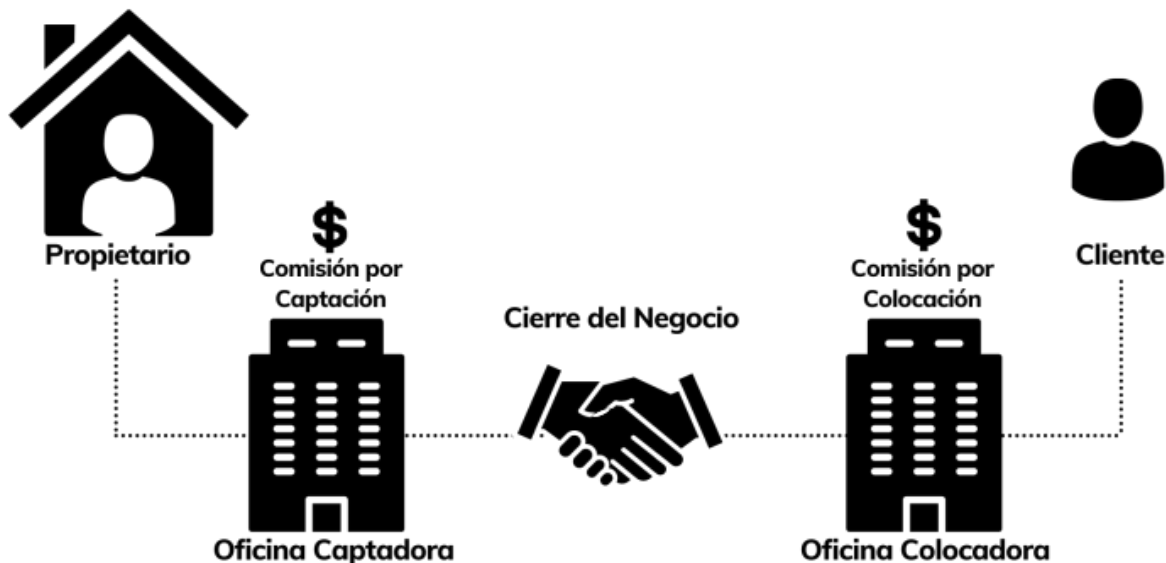 $
$
Propietario
Comisión por
Captación
Comisión por
Colocación
Cliente
Cierre del Negocio
Oficina Captadora
Oficina Colocadora